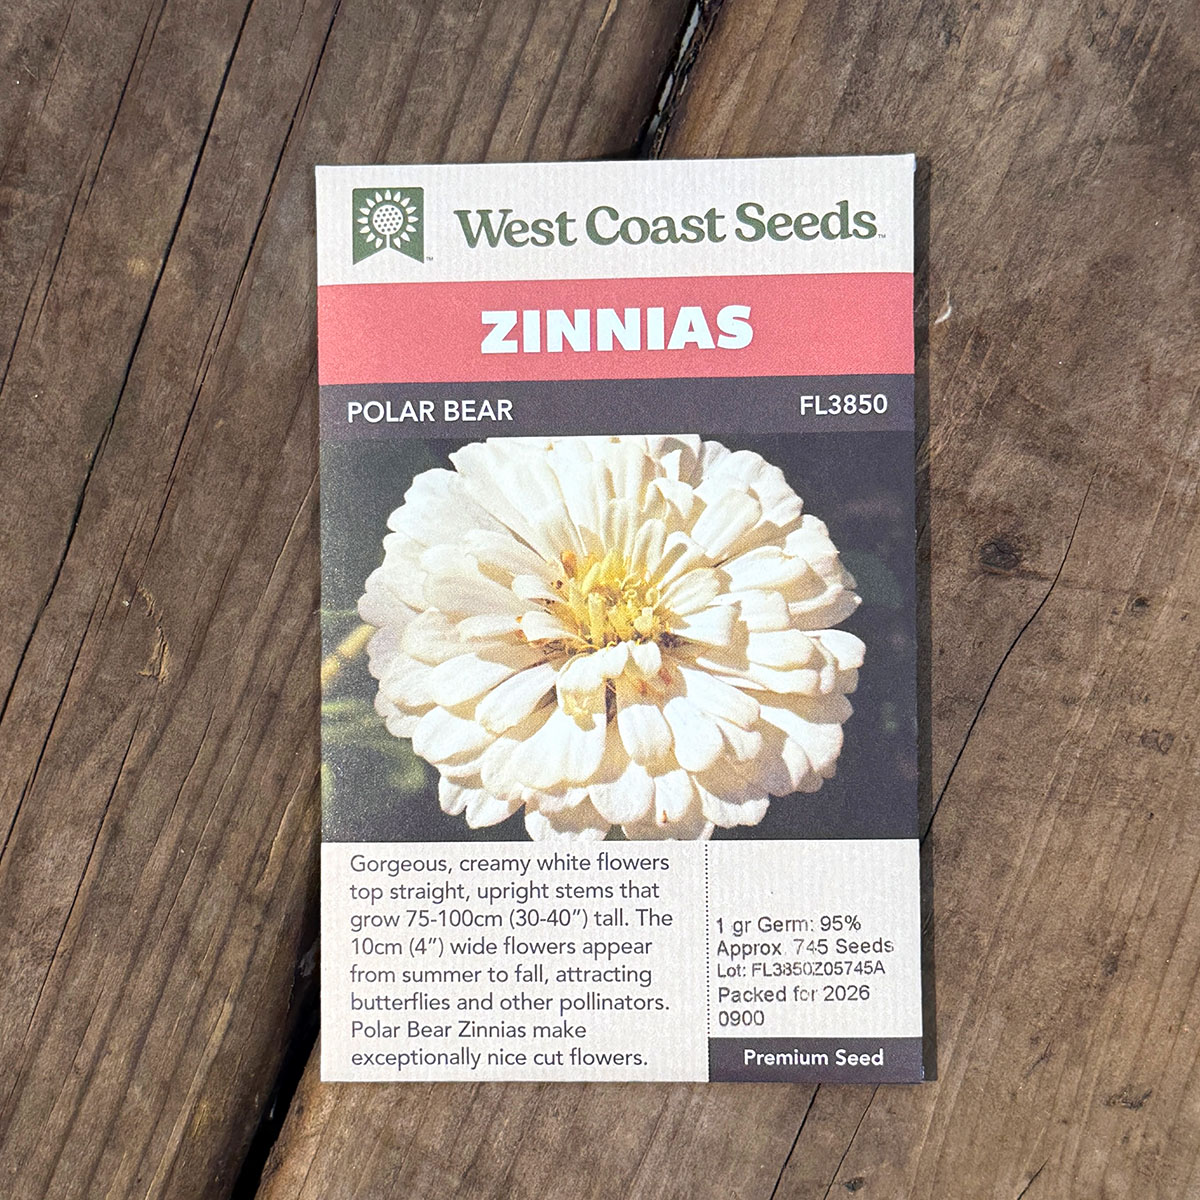 West Coast Seeds™
ZINNIAS
POLAR BEAR
FL3850
Gorgeous, creamy white flowers
top straight, upright stems that
grow 75-100cm (30-40”) tall. The
10cm (4”) wide flowers appear
from summer to fall, attracting
butterflies and other pollinators.
Polar Bear Zinnias make
exceptionally nice cut flowers.
1 gr Germ: 95%
Approx. 745 Seeds
Lot: FL3850Z05745A
Packed for 2026
0900
Premium Seed